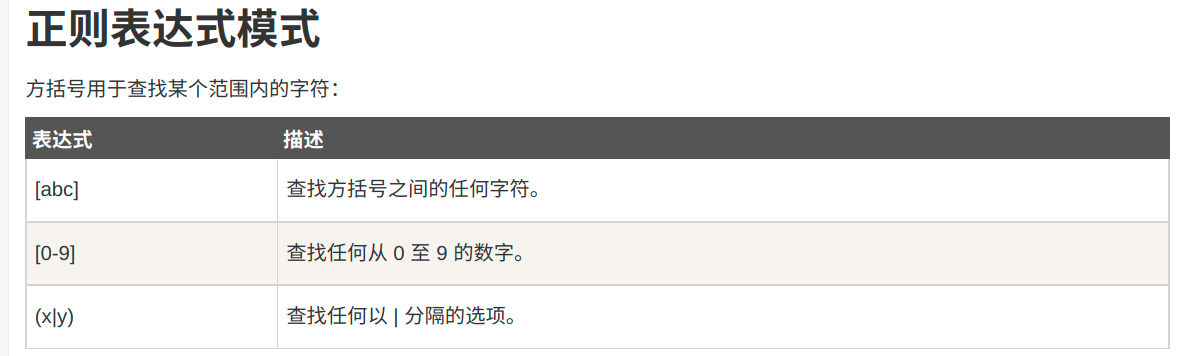 正则表达式模式
方括号用于查找某个范围内的字符：
表达式 描述
[abc] 查找方括号之间的任何字符。
[0-9] 查找任何从 0 至 9 的数字。
(x|y) 查找任何以 | 分隔的选项。